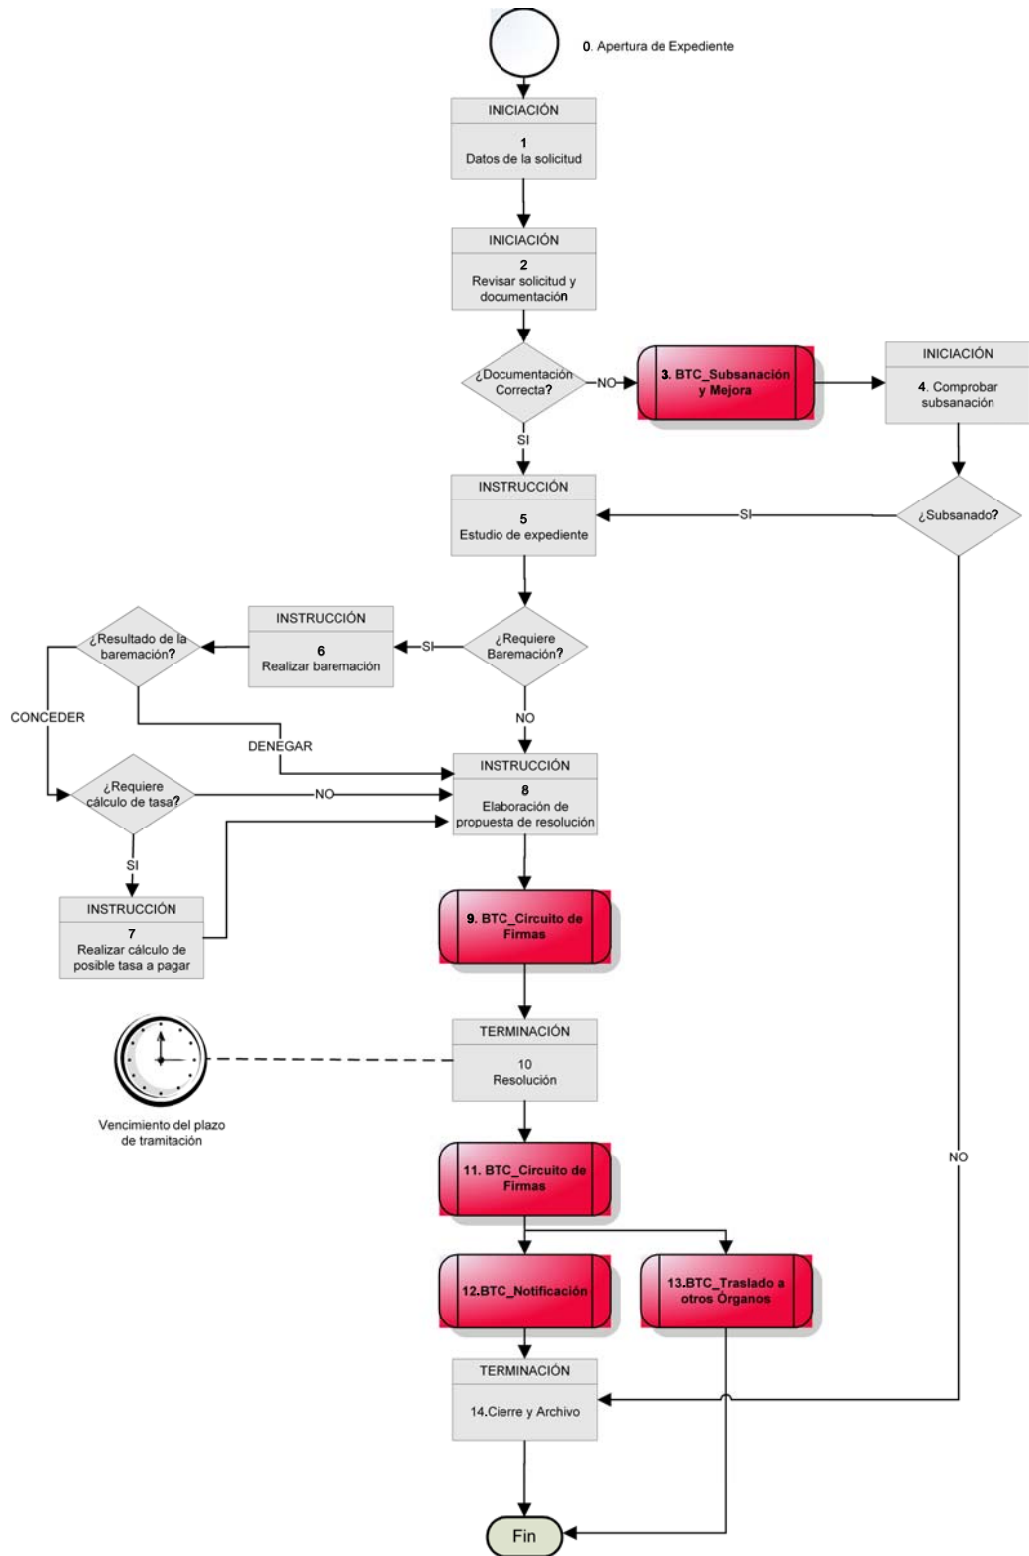 0. Apertura de Expediente
INICIACIÓN
1
Datos de la solicitud
INICIACIÓN
2
Revisar solicitud y
documentación
¿Documentación
Correcta?
NO
3. BTC_Subsanación
y Mejora
INICIACIÓN
4. Comprobar
subsanación
SI
INSTRUCCIÓN
5
Estudio de expediente
SI
¿Subsanado?
INSTRUCCIÓN
6
Realizar baremación
¿Resultado de la
baremación?
SI
¿Requiere
Baremación?
CONCEDER
DENEGAR
NO
¿Requiere
cálculo de tasa?
NO
INSTRUCCIÓN
8
Elaboración de
propuesta de resolución
SI
INSTRUCCIÓN
7
Realizar cálculo de
posible tasa a pagar
9. BTC_Circuito de
Firmas
TERMINACIÓN
10
Resolución
Vencimiento del plazo
de tramitación
11. BTC_Circuito de
Firmas
NO
12.BTC_Notificación
13.BTC_Traslado a
otros Órganos
TERMINACIÓN
14.Cierre y Archivo
Fin